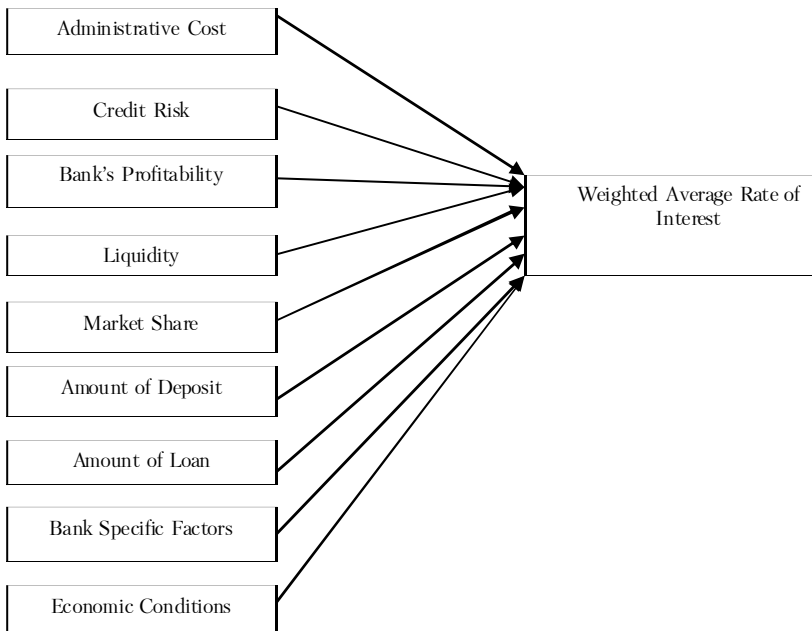 Administrative Cost
Credit Risk
Bank's Profitability
Weighted Average Rate of
Interest
Liquidity
Market Share
Amount of Deposit
Amount of Loan
Bank Specific Factors
Economic Conditions